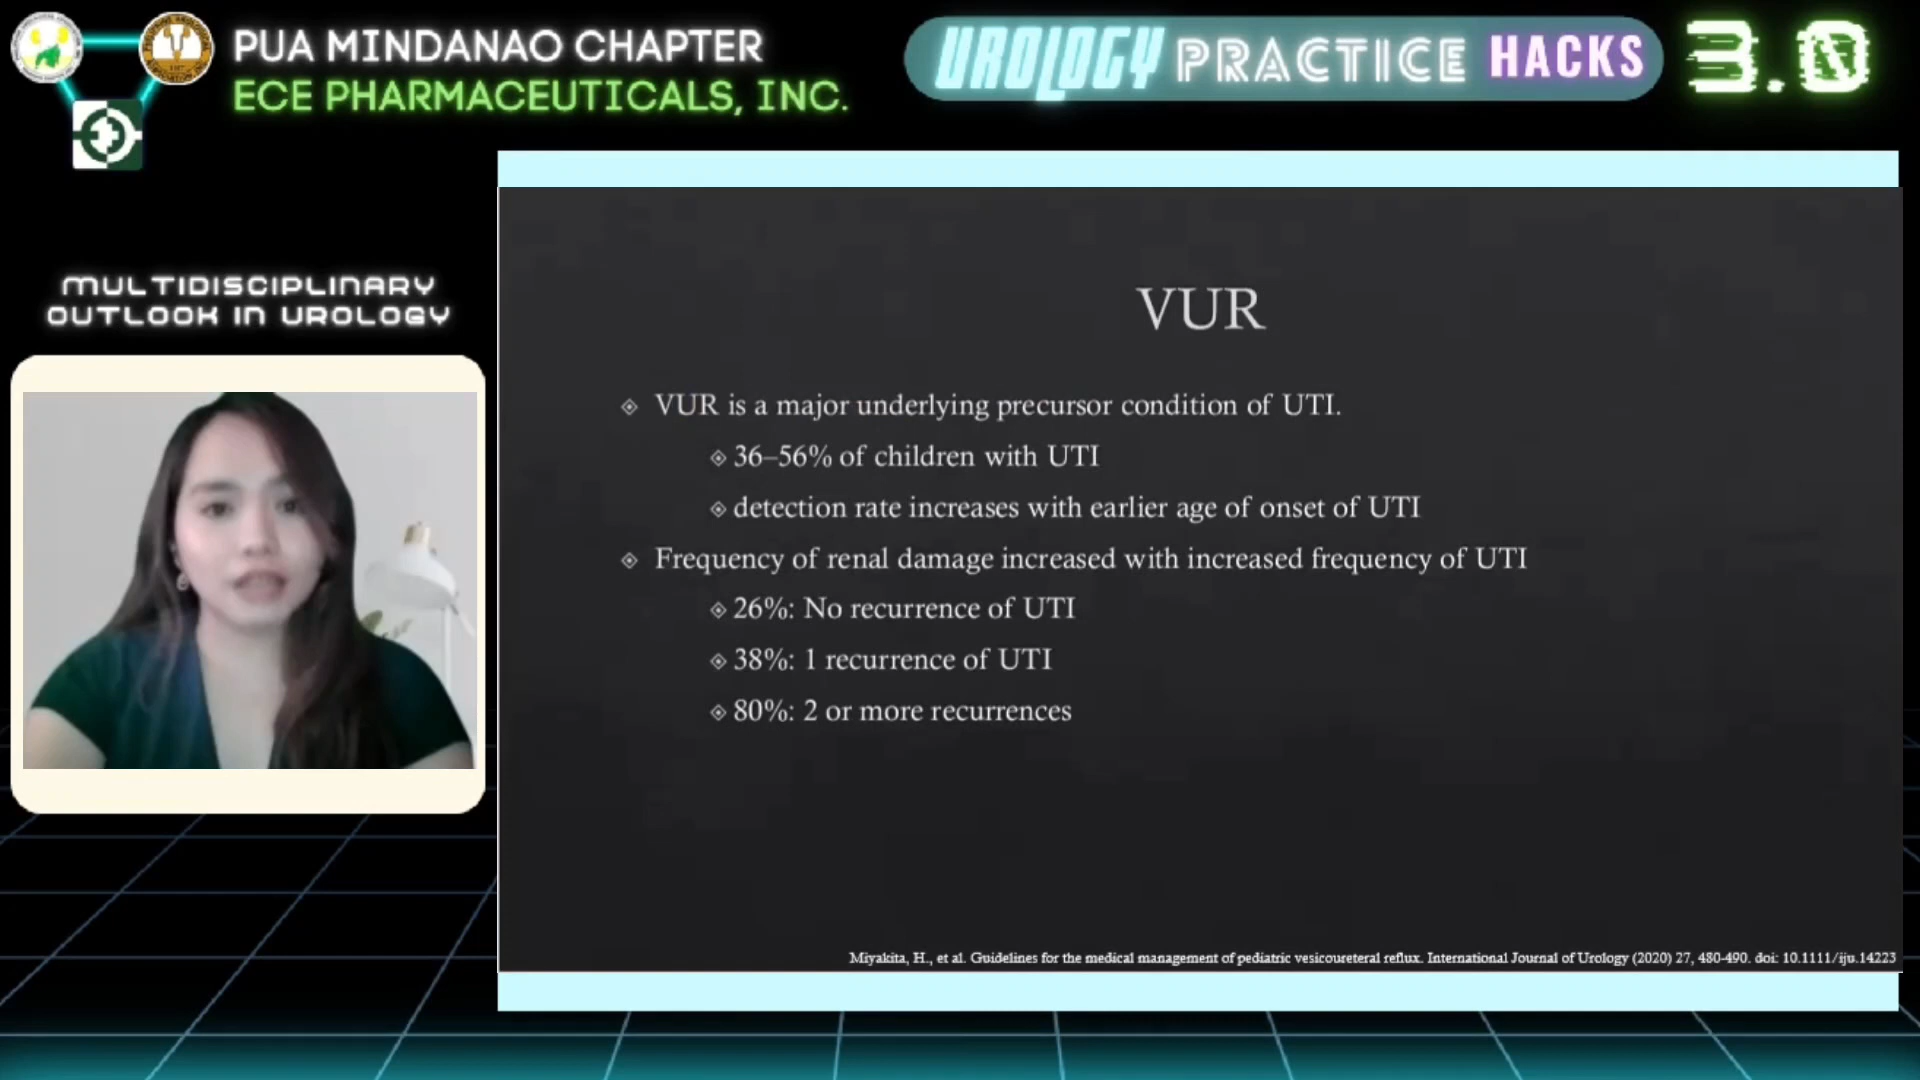 PUA MINDANAO CHAPTER
ECE PHARMACEUTICALS, INC.
UROLOGY PRACTICE HACKS 3.0
MULTIDISCIPLINARY
OUTLOOK IN UROLOGY
VUR
VUR is a major underlying precursor condition of UTI.
36–56% of children with UTI
detection rate increases with earlier age of onset of UTI
Frequency of renal damage increased with increased frequency of UTI
26%: No recurrence of UTI
38%: 1 recurrence of UTI
80%: 2 or more recurrences
Miyakita, H., et al. Guidelines for the medical management of pediatric vesicoureteral reflux. International Journal of Urology (2020) 27, 480-490. doi: 10.1111/iju.14223